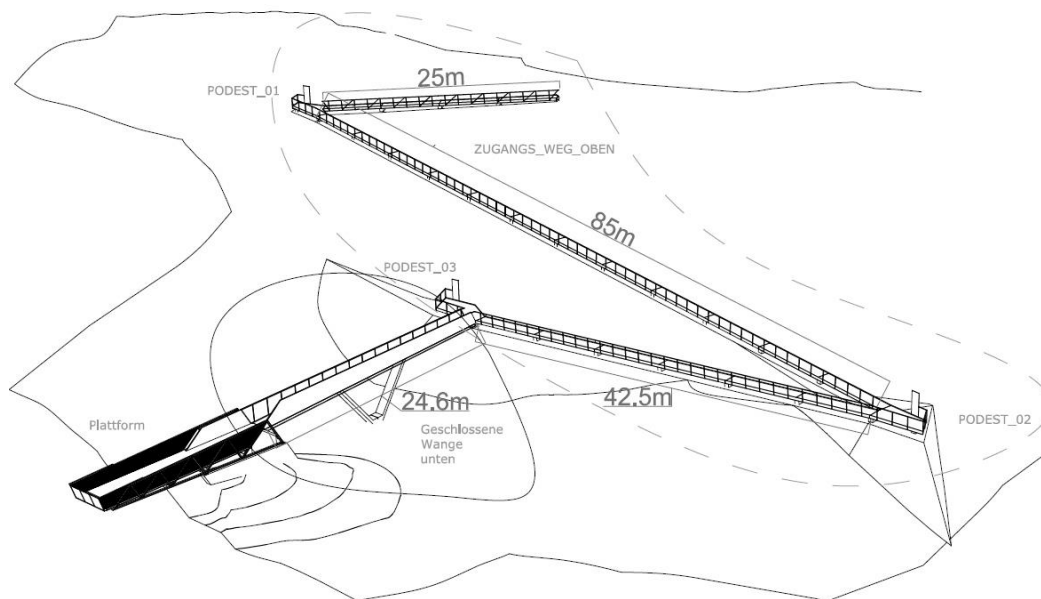 25m
PODEST_01
ZUGANGS_WEG_OBEN
85m
PODEST_03
24.6m
42.5m
Plattform
Geschlossene
Wange
unten
PODEST_02